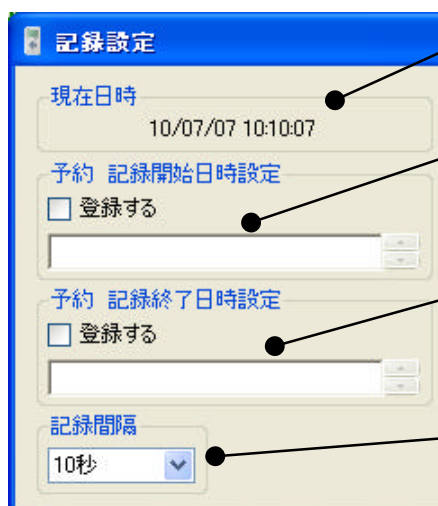 記録設定
現在日時
10/07/07 10:10:07
予約 記録開始日時設定
登録する
予約 記録終了日時設定
登録する
記録間隔
10秒